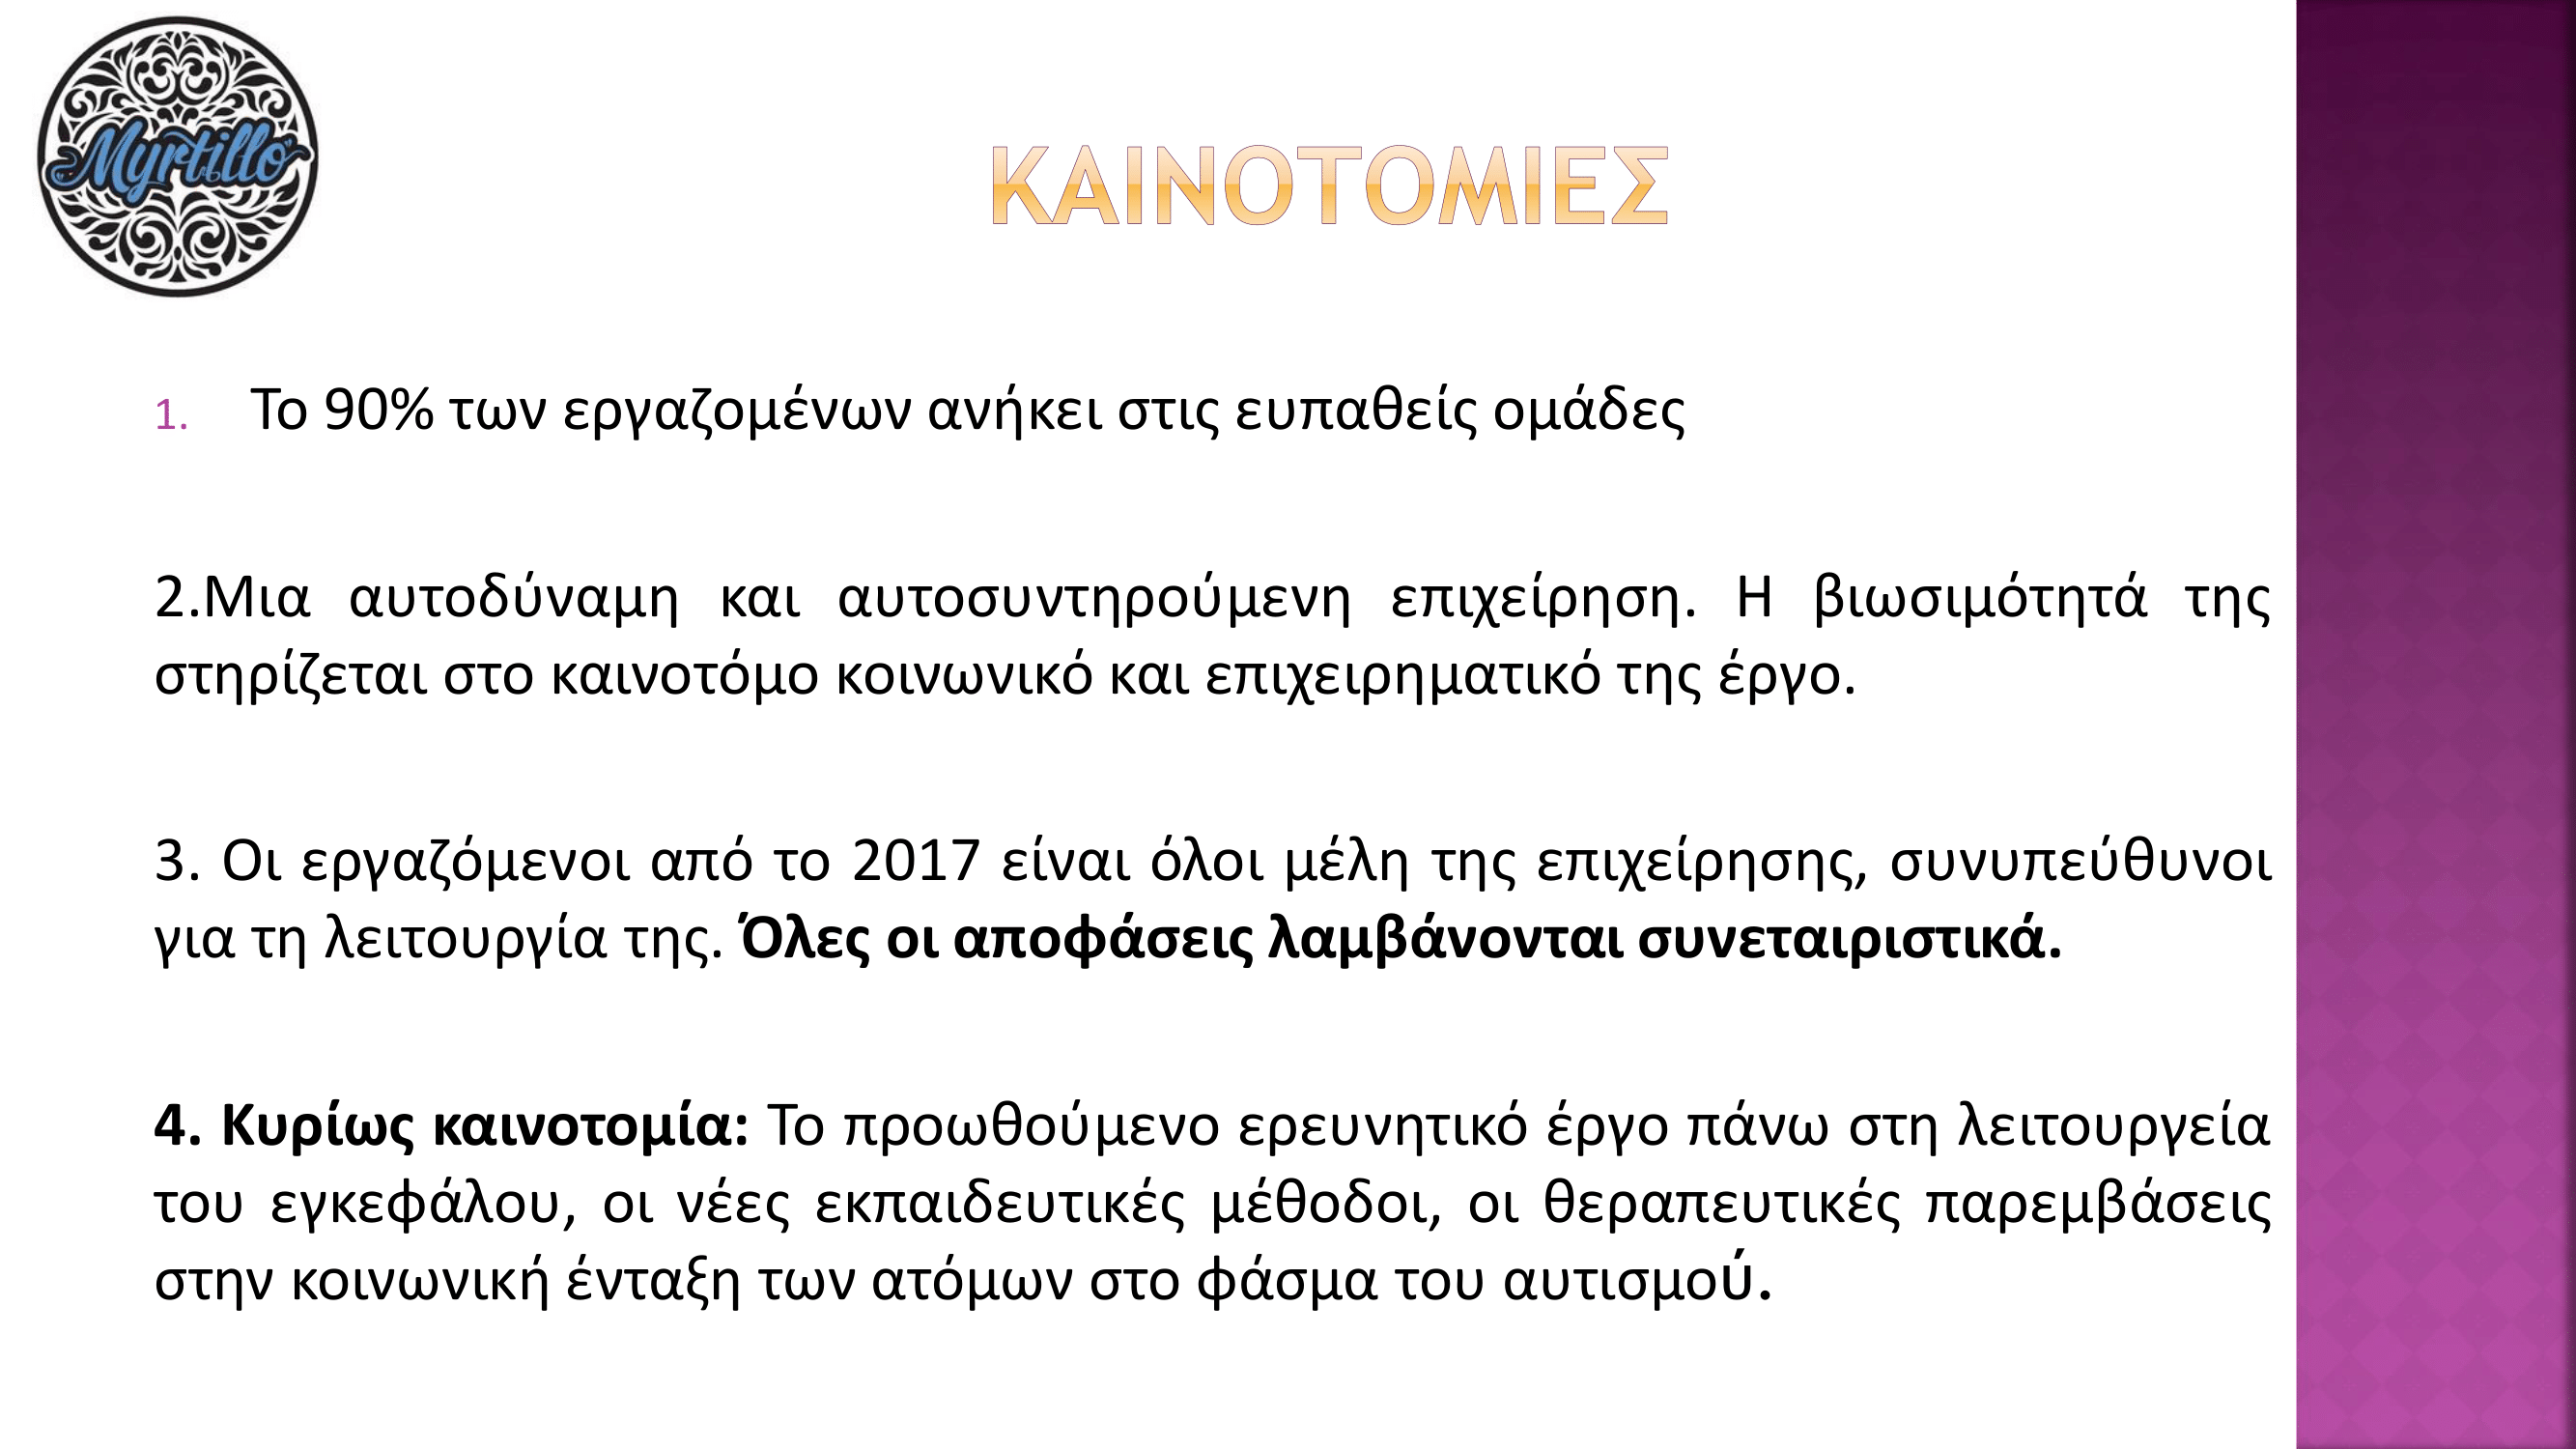 Myrtillo
ΚΑΙΝΟΤΟΜΙΕΣ
1. Το 90% των εργαζομένων ανήκει στις ευπαθείς ομάδες
2.Μια αυτοδύναμη και αυτοσυντηρούμενη επιχείρηση. Η βιωσιμότητά της
στηρίζεται στο καινοτόμο κοινωνικό και επιχειρηματικό της έργο.
3. Οι εργαζόμενοι από το 2017 είναι όλοι μέλη της επιχείρησης, συνυπεύθυνοι
για τη λειτουργία της. Όλες οι αποφάσεις λαμβάνονται συνεταιριστικά.
4. Κυρίως καινοτομία: Το προωθούμενο ερευνητικό έργο πάνω στη λειτουργεία
του εγκεφάλου, οι νέες εκπαιδευτικές μέθοδοι, οι θεραπευτικές παρεμβάσεις
στην κοινωνική ένταξη των ατόμων στο φάσμα του αυτισμού.